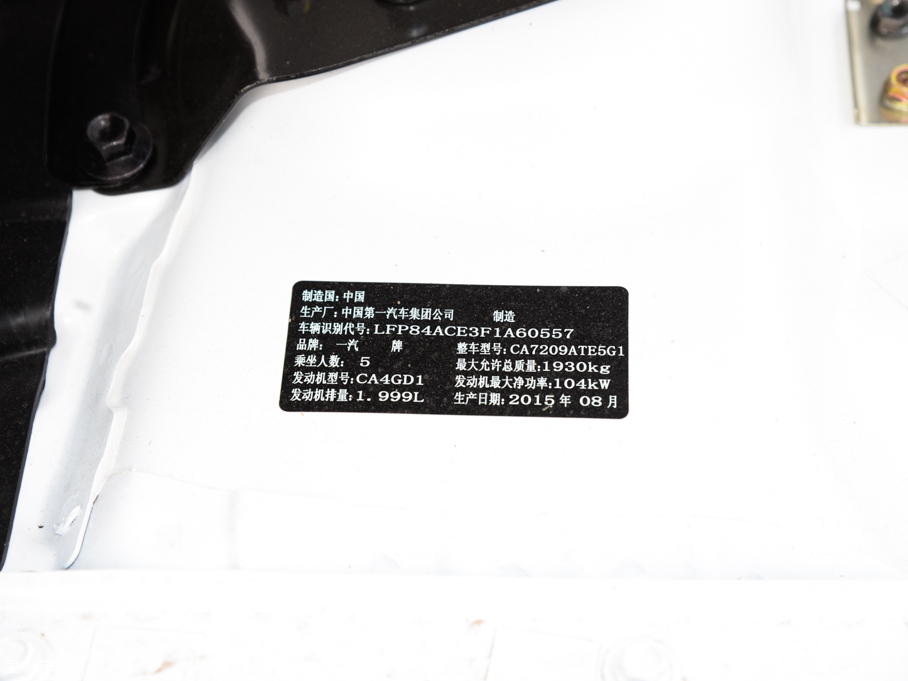 制造国: 中国
生产厂: 中国第一汽车集团公司 制造
车辆识别代号: LFP84ACE3F1A60557
品牌: 一汽 牌 整车型号: CA7209ATE5G1
乘坐人数: 5 最大允许总质量: 1930kg
发动机型号: CA4GD1 发动机最大净功率: 104kW
发动机排量: 1.999L 生产日期: 2015 年 08 月